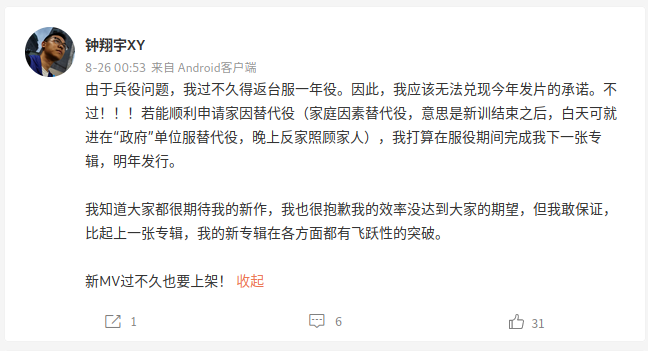 钟翔宇XY
8-26 00:53 来自 Android客户端
由于兵役问题，我过不久得返台服一年役。因此，我应该无法兑现今年发片的承诺。不
过！！！若能顺利申请家因替代役（家庭因素替代役，意思是新训结束之后，白天可就
进在“政府”单位服替代役，晚上反家照顾家人），我打算在服役期间完成我下一张专
辑，明年发行。
我知道大家都很期待我的新作，我也很抱歉我的效率没达到大家的期望，但我敢保证，
比起上一张专辑，我的新专辑在各方面都有飞跃性的突破。
新MV过不久也要上架！ 收起
1 6 31